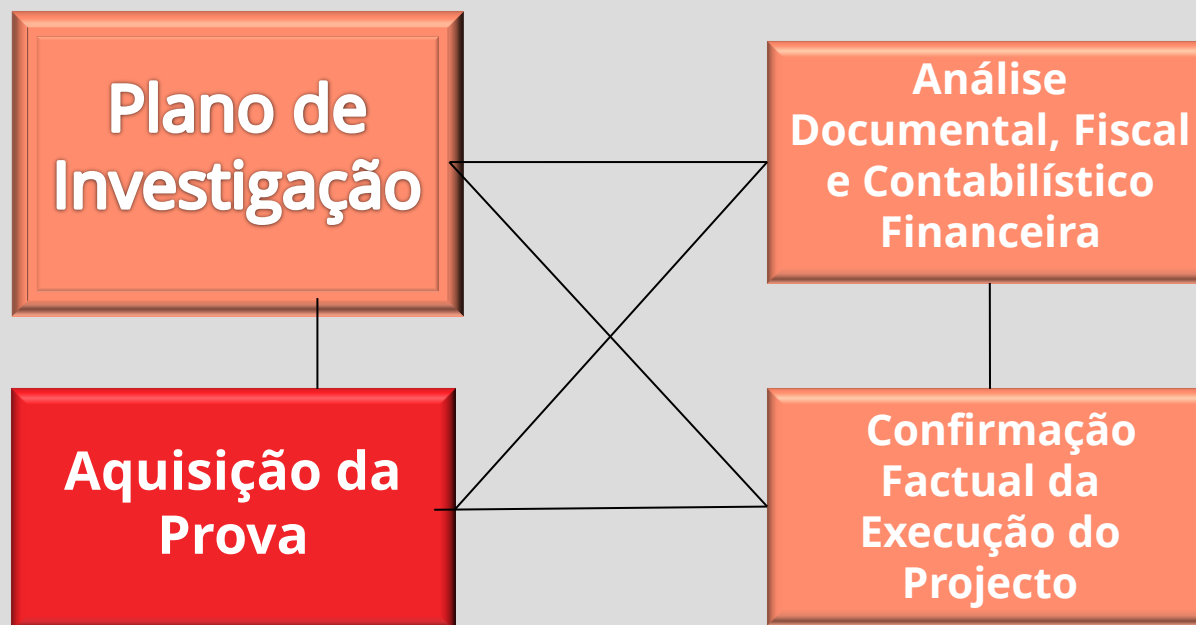 Plano de
Investigação
Análise
Documental, Fiscal
e Contabilístico
Financeira
Aquisição da
Prova
Confirmação
Factual da
Execução do
Projecto